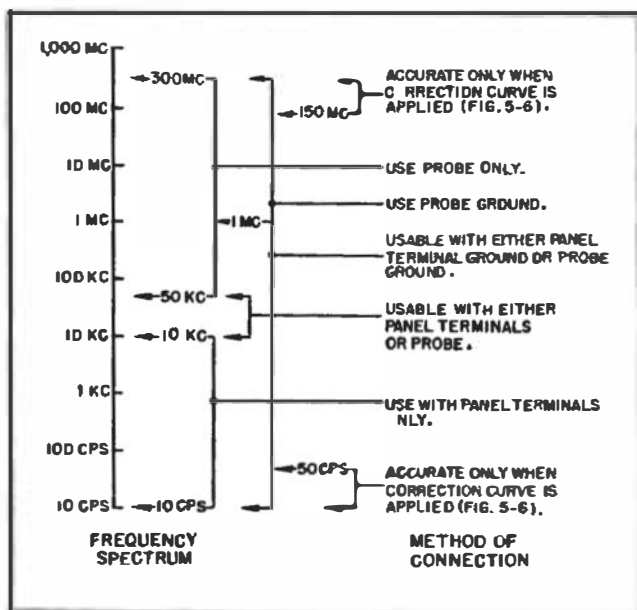 1,000 MC
300 MC
ACCURATE ONLY WHEN
C RRECTION CURVE IS
APPLIED (FIG. 5-6).
100 MC
150 MC
10 MC
USE PROBE ONLY.
USE PROBE GROUND.
1 MC
1 MC
USABLE WITH EITHER PANEL
TERMINAL GROUND OR PROBE
GROUND.
100 KC
50 KC
USABLE WITH EITHER
PANEL TERMINALS
OR PROBE.
10 KC
10 KC
1 KC
USE WITH PANEL TERMINALS
NLY.
100 CPS
50 CPS
ACCURATE ONLY WHEN
CORRECTION CURVE IS
APPLIED (FIG. 5-6).
10 CPS
10 CPS
FREQUENCY
SPECTRUM
METHOD OF
CONNECTION